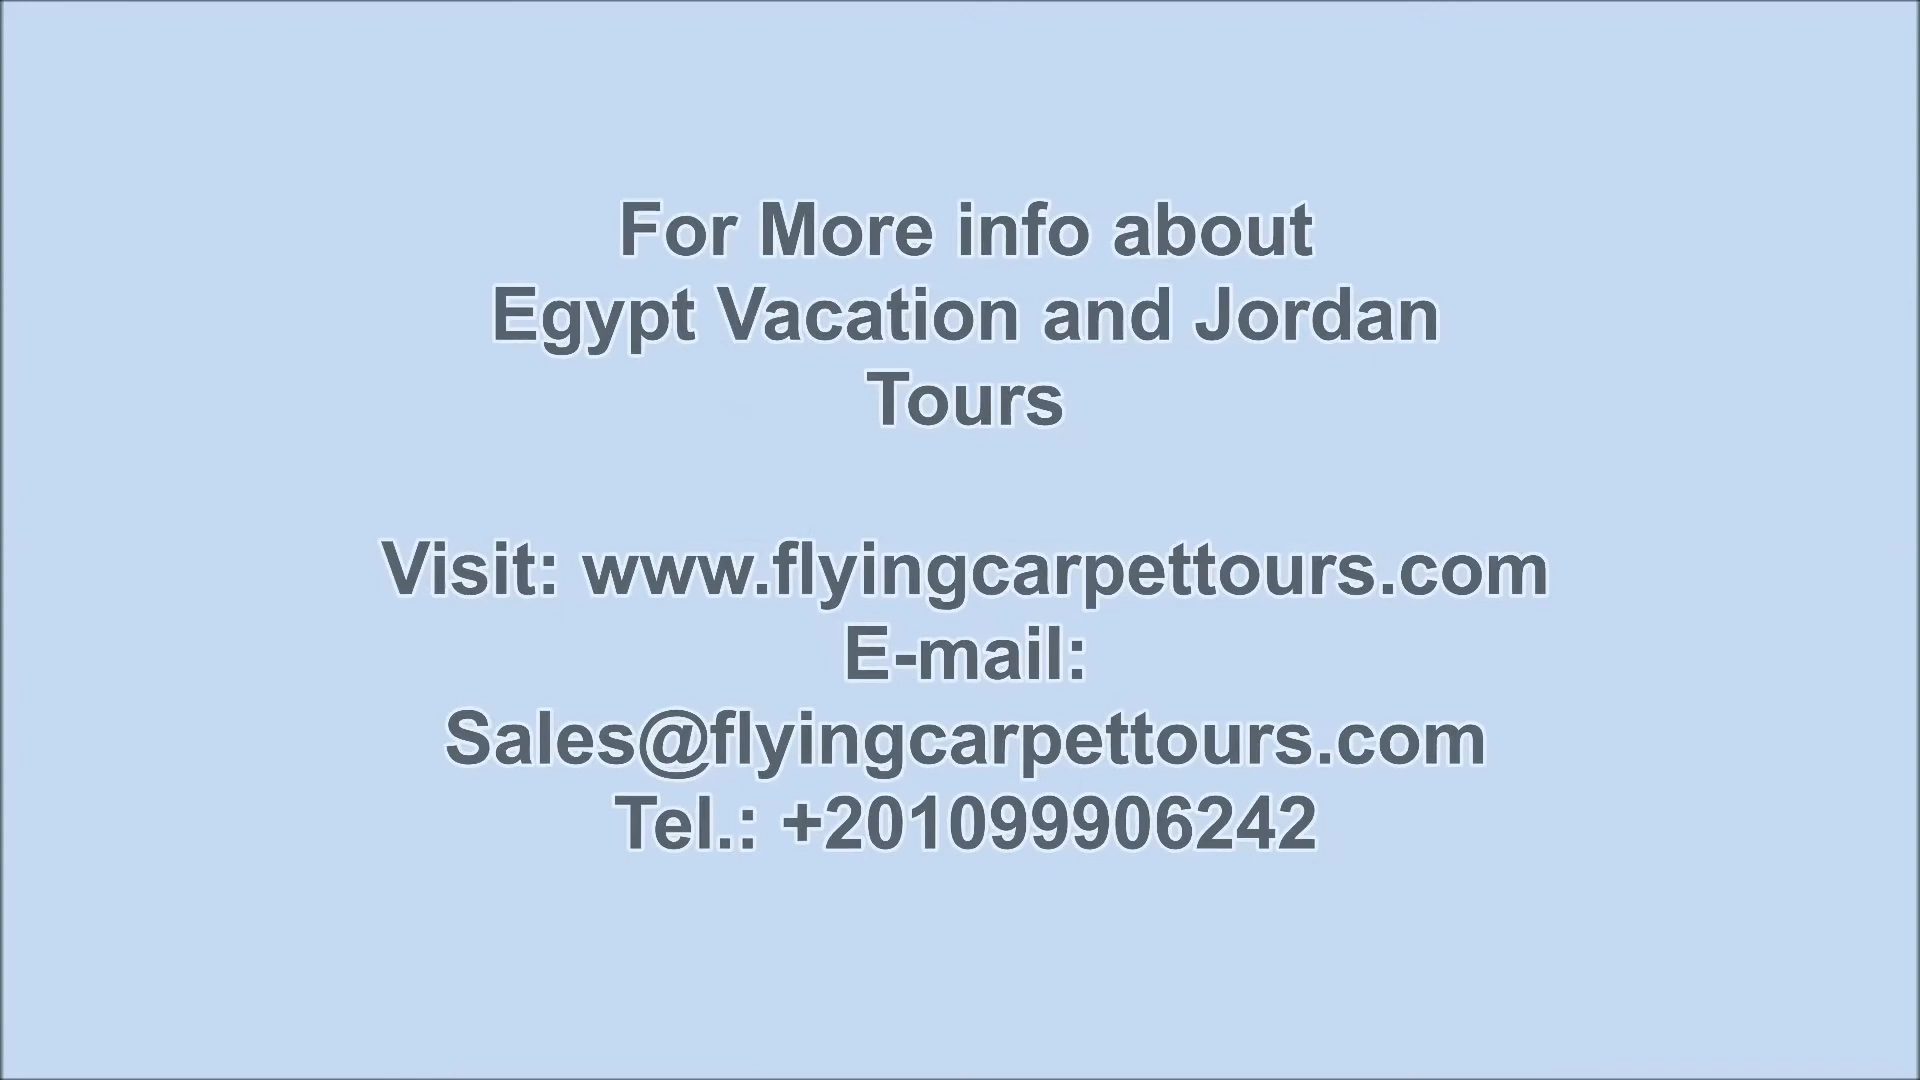 For More info about
Egypt Vacation and Jordan
Tours
Visit: www.flyingcarpettours.com
E-mail:
Sales@flyingcarpettours.com
Tel.: +201099906242